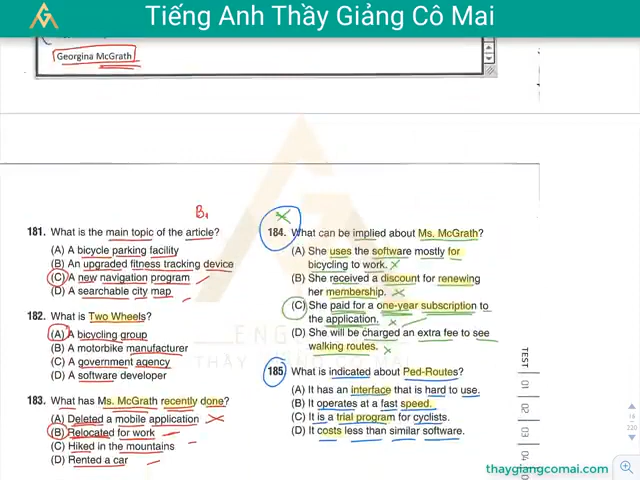 Tiếng Anh Thầy Giảng Cô Mai
Georgina McGrath
B1
181. What is the main topic of the article?
(A) A bicycle parking facility
(B) An upgraded fitness tracking device
(C) A new navigation program
(D) A searchable city map
182. What is Two Wheels?
(A) A bicycling group
(B) A motorbike manufacturer
(C) A government agency
(D) A software developer
183. What has Ms. McGrath recently done?
(A) Deleted a mobile application
(B) Relocated for work
(C) Hiked in the mountains
(D) Rented a car
184. What can be implied about Ms. McGrath?
(A) She uses the software mostly for
bicycling to work.
(B) She received a discount for renewing
her membership.
(C) She paid for a one-year subscription to
the application.
(D) She will be charged an extra fee to see
walking routes.
185. What is indicated about Ped-Routes?
(A) It has an interface that is hard to use.
(B) It operates at a fast speed.
(C) It is a trial program for cyclists.
(D) It costs less than similar software.
TEST
01
02
03
04
220
thaygiangcomai.com